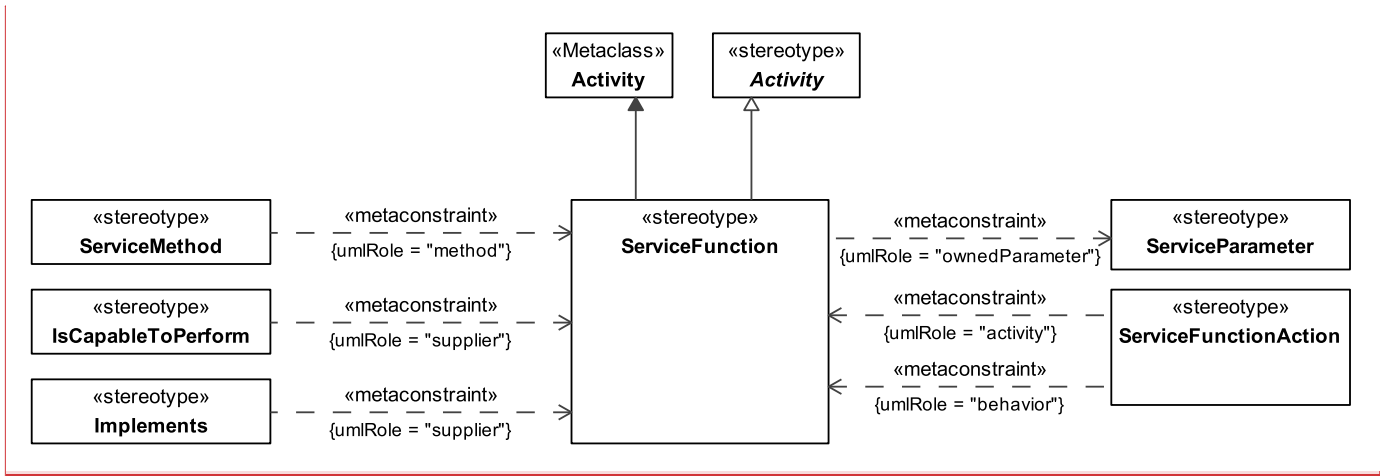 «Metaclass»
Activity
«stereotype»
Activity
«stereotype»
ServiceMethod
«metaconstraint»
{umlRole = "method"}
«stereotype»
IsCapableToPerform
«metaconstraint»
{umlRole = "supplier"}
«stereotype»
Implements
«metaconstraint»
{umlRole = "supplier"}
«stereotype»
ServiceFunction
«metaconstraint»
{umlRole = "ownedParameter"}
«stereotype»
ServiceParameter
«metaconstraint»
{umlRole = "activity"}
«metaconstraint»
{umlRole = "behavior"}
«stereotype»
ServiceFunctionAction